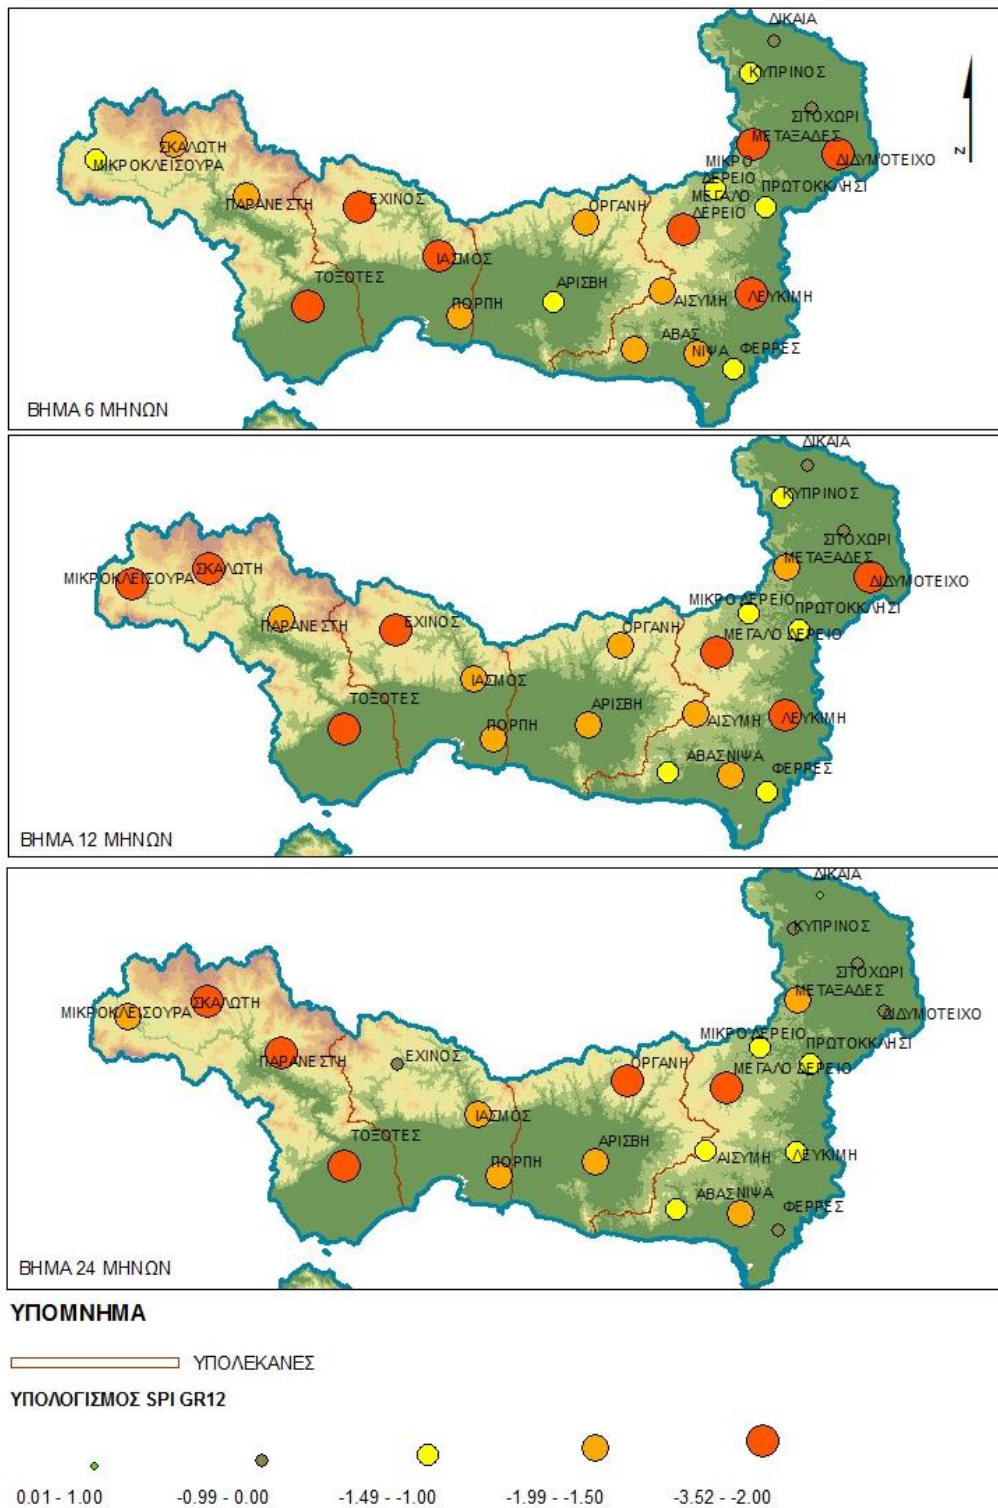 ΔΙΚΑΙΑ
ΚΥΠΡΙΝΟΣ
ΣΙΤΟΧΩΡΙ
ΜΕΤΑΞΑΔΕΣ
ΔΙΔΥΜΟΤΕΙΧΟ
ΣΚΑΛΩΤΗ
ΜΙΚΡΟΚΛΕΙΣΟΥΡΑ
ΜΙΚΡΟ
ΔΕΡΕΙΟ
ΠΡΩΤΟΚΚΛΗΣΙ
ΜΕΓΑΛΟ
ΔΕΡΕΙΟ
ΠΑΡΑΝΕΣΤΗ
ΕΧΙΝΟΣ
ΟΡΓΑΝΗ
ΙΑΣΜΟΣ
ΤΟΞΟΤΕΣ
ΑΡΙΣΒΗ
ΠΟΡΠΗ
ΑΙΣΥΜΗ
ΛΕΥΚΙΜΗ
ΑΒΑΣ
ΝΙΨΑ
ΦΕΡΡΕΣ
Z
ΒΗΜΑ 6 ΜΗΝΩΝ
ΔΙΚΑΙΑ
ΚΥΠΡΙΝΟΣ
ΣΙΤΟΧΩΡΙ
ΜΕΤΑΞΑΔΕΣ
ΔΙΔΥΜΟΤΕΙΧΟ
ΣΚΑΛΩΤΗ
ΜΙΚΡΟΚΛΕΙΣΟΥΡΑ
ΜΙΚΡΟ ΔΕΡΕΙΟ
ΠΡΩΤΟΚΚΛΗΣΙ
ΠΑΡΑΝΕΣΤΗ
ΕΧΙΝΟΣ
ΟΡΓΑΝΗ
ΜΕΓΑΛΟ ΔΕΡΕΙΟ
ΙΑΣΜΟΣ
ΤΟΞΟΤΕΣ
ΑΡΙΣΒΗ
ΠΟΡΠΗ
ΑΙΣΥΜΗ
ΛΕΥΚΙΜΗ
ΑΒΑΣ
ΝΙΨΑ
ΦΕΡΡΕΣ
ΒΗΜΑ 12 ΜΗΝΩΝ
ΔΙΚΑΙΑ
ΚΥΠΡΙΝΟΣ
ΣΙΤΟΧΩΡΙ
ΜΕΤΑΞΑΔΕΣ
ΔΙΔΥΜΟΤΕΙΧΟ
ΣΚΑΛΩΤΗ
ΜΙΚΡΟΚΛΕΙΣΟΥΡΑ
ΜΙΚΡΟ ΔΕΡΕΙΟ
ΠΡΩΤΟΚΚΛΗΣΙ
ΠΑΡΑΝΕΣΤΗ
ΕΧΙΝΟΣ
ΟΡΓΑΝΗ
ΜΕΓΑΛΟ ΔΕΡΕΙΟ
ΙΑΣΜΟΣ
ΤΟΞΟΤΕΣ
ΑΡΙΣΒΗ
ΠΟΡΠΗ
ΑΙΣΥΜΗ
ΛΕΥΚΙΜΗ
ΑΒΑΣ
ΝΙΨΑ
ΦΕΡΡΕΣ
ΒΗΜΑ 24 ΜΗΝΩΝ
ΥΠΟΜΝΗΜΑ
ΥΠΟΛΕΚΑΝΕΣ
ΥΠΟΛΟΓΙΣΜΟΣ SPI GR12
0.01 - 1.00 -0.99 - 0.00 -1.49 - -1.00 -1.99 - -1.50 -3.52 - -2.00